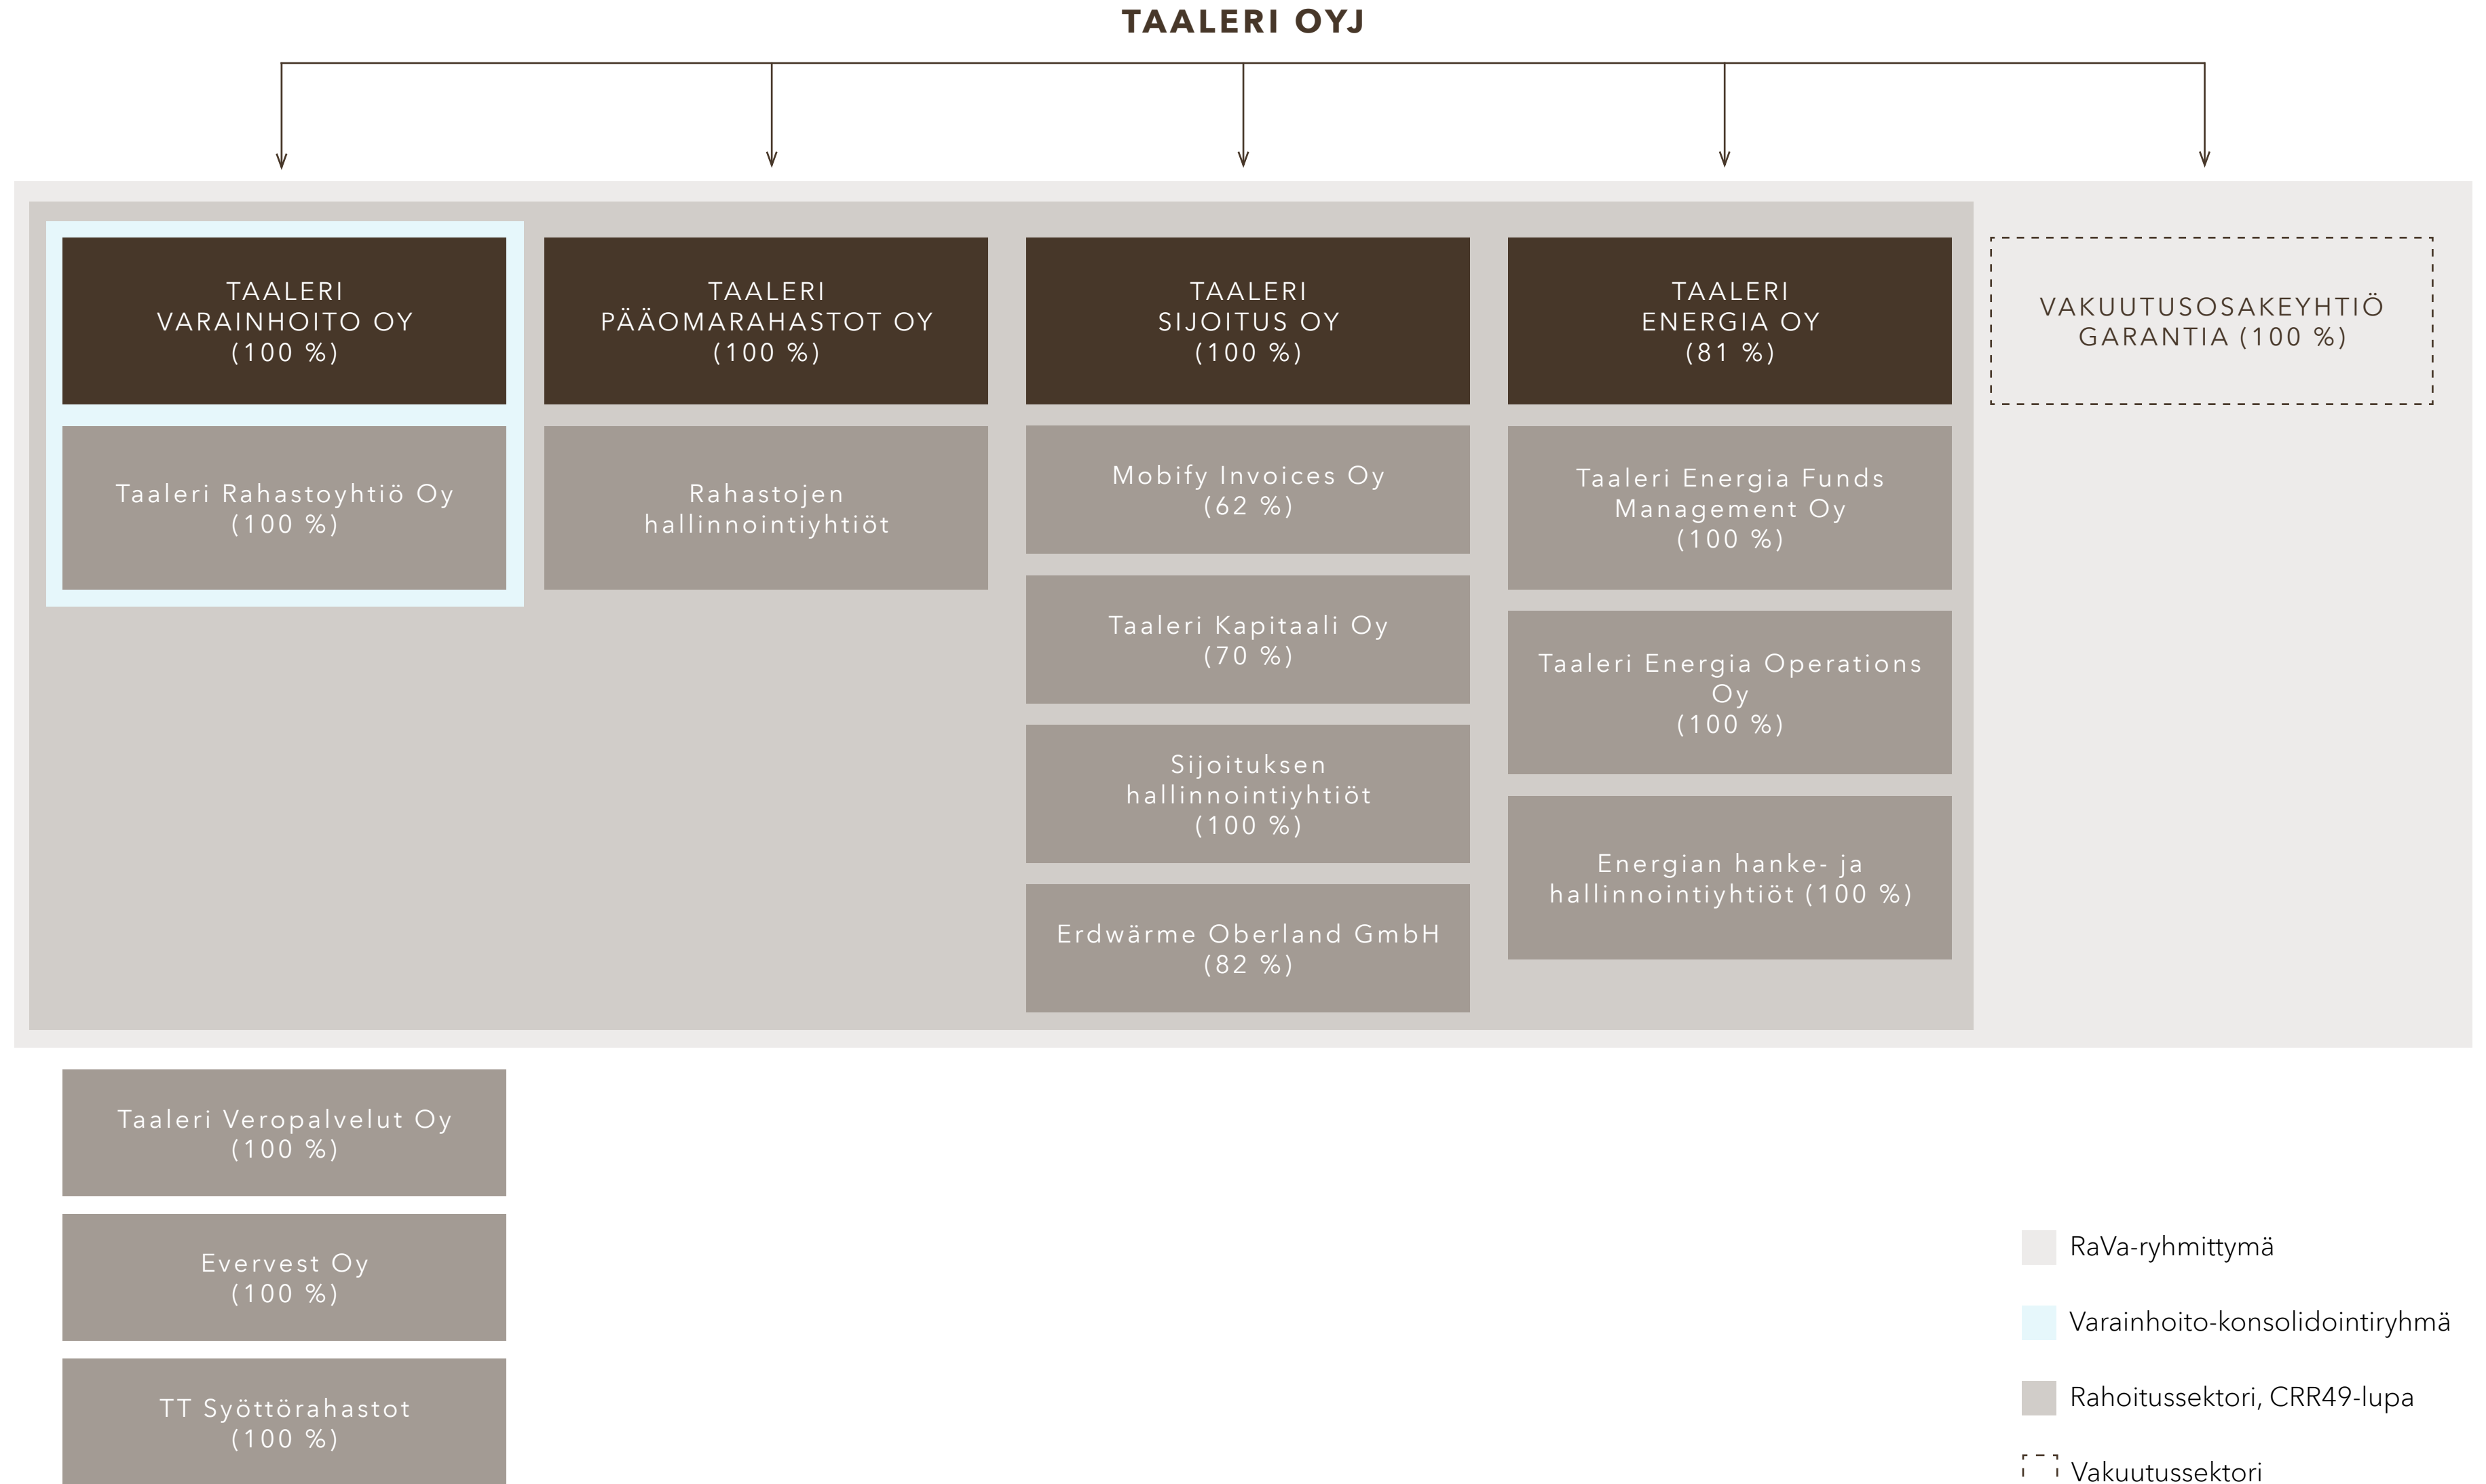 TAALERI OYJ
TAALERI
VARAINHOITO OY
(100 %)
TAALERI
PÄÄOMARAHASTOT OY
(100 %)
TAALERI
SIJOITUS OY
(100 %)
TAALERI
ENERGIA OY
(81 %)
VAKUUTUSOSAKEYHTIÖ
GARANTIA (100 %)
Taaleri Rahastoyhtiö Oy
(100 %)
Rahastojen
hallinnointiyhtiöt
Mobify Invoices Oy
(62 %)
Taaleri Kapitaali Oy
(70 %)
Sijoituksen
hallinnointiyhtiöt
(100 %)
Erdwärme Oberland GmbH
(82 %)
Taaleri Energia Funds
Management Oy
(100 %)
Taaleri Energia Operations
Oy
(100 %)
Energian hanke- ja
hallinnointiyhtiöt (100 %)
Taaleri Veropalvelut Oy
(100 %)
Evervest Oy
(100 %)
TT Syöttörahastot
(100 %)
RaVa-ryhmittymä
Varainhoito-konsolidointiryhmä
Rahoitussektori, CRR49-lupa
Vakuutussektori